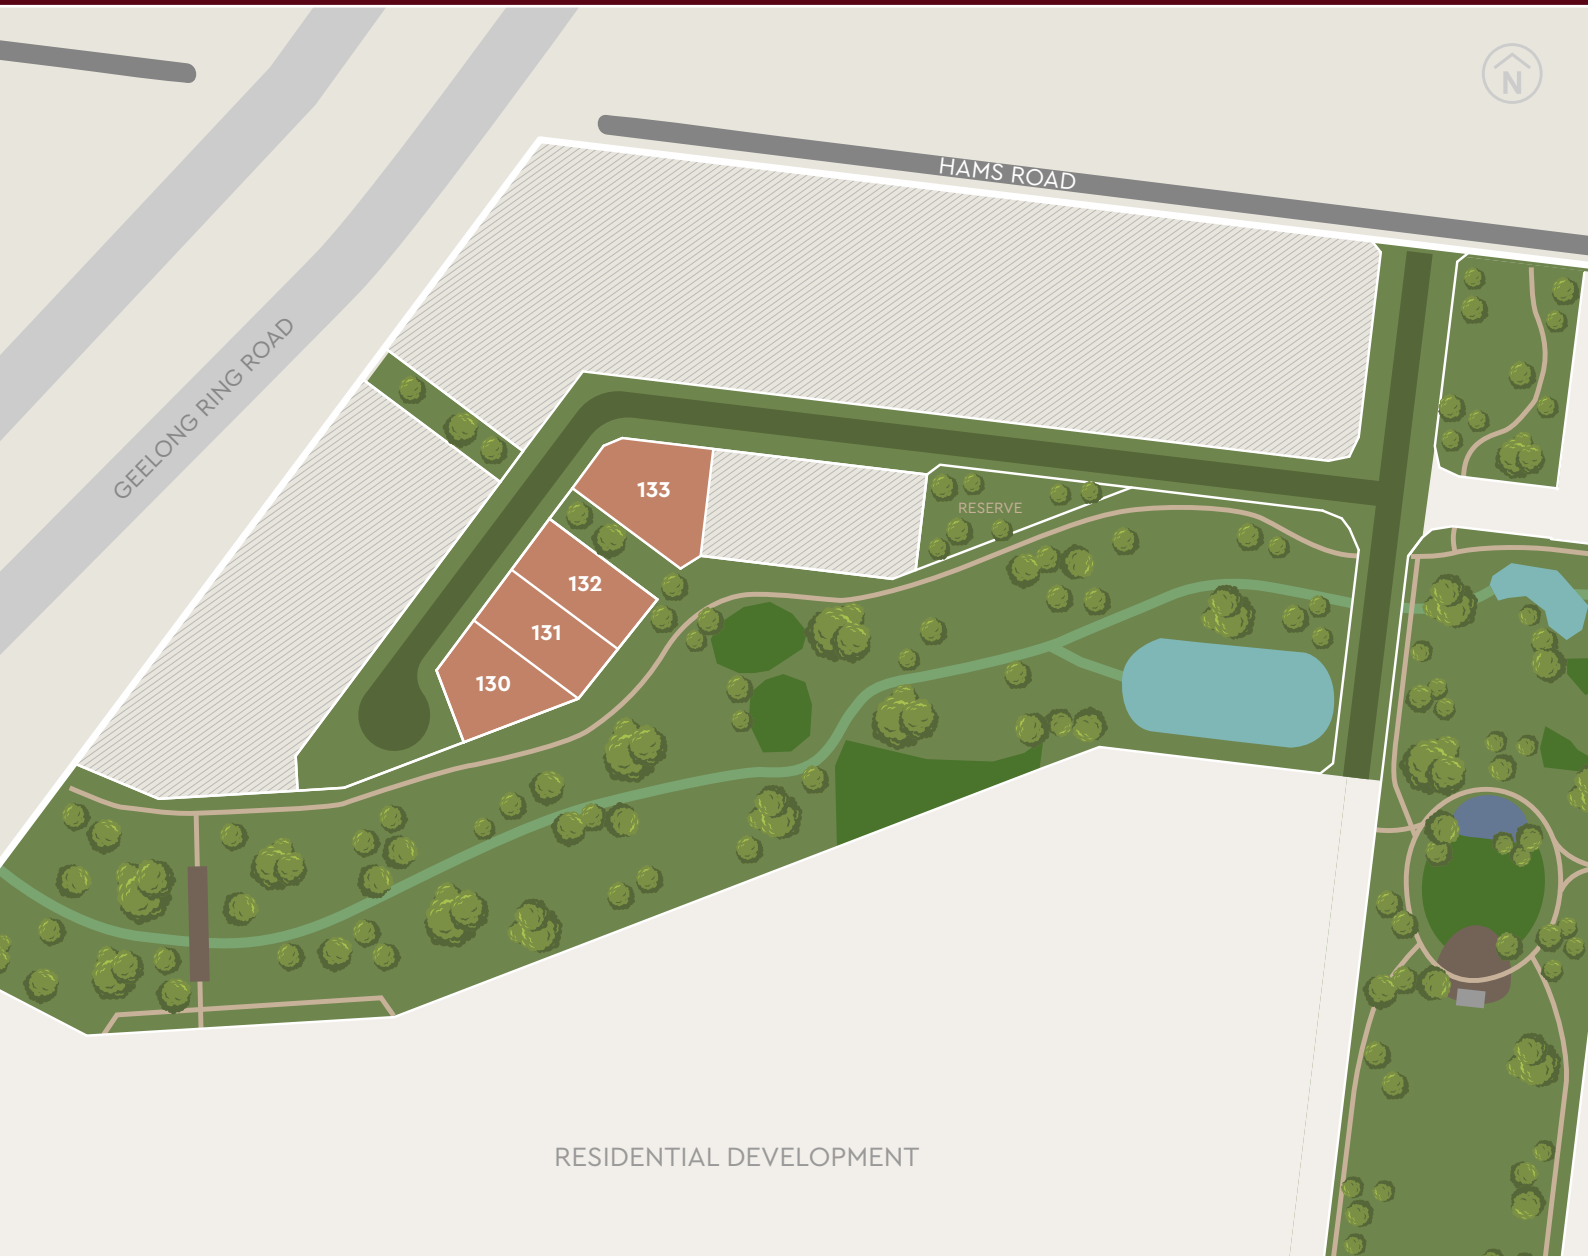 N
HAMS ROAD
GEELONG RING ROAD
133
RESERVE
132
131
130
RESIDENTIAL DEVELOPMENT